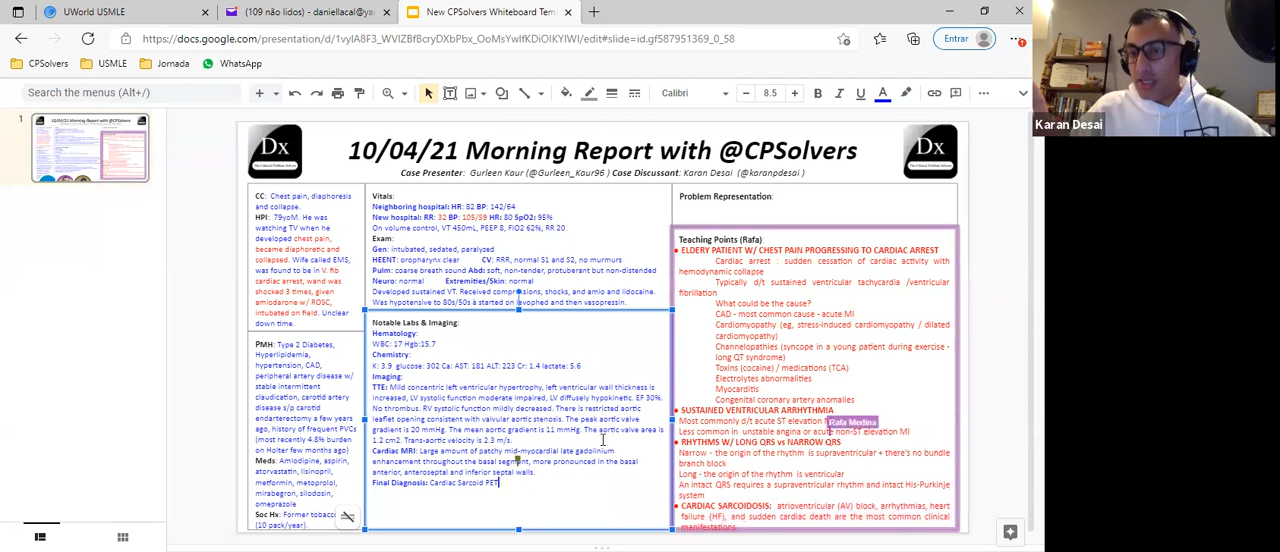 UWorld USMLE
(109 não lidos) - daniellacal@ya
New CPSolvers Whiteboard Temp
https://docs.google.com/presentation/d/1vylA8F3_WVIZBfBcryDXbPbx_OoMsYwlfKDiOlKYlWI/edit#slide=id.gf587951369_0_58
Entrar
CPSolvers
USMLE
Jornada
WhatsApp
Search the menus (Alt+/)
Calibri
8.5
Karan Desai
1
Dx
10/04/21 Morning Report with @CPSolvers
Case Presenter: Gurleen Kaur (@Gurleen_Kaur96 ) Case Discussant: Karan Desai (@karanpdesai )
Dx
CC: Chest pain, diaphoresis
and collapse.
HPI: 79yoM. He was
watching TV when he
developed chest pain,
became diaphoretic and
collapsed. Wife called EMS,
was found to be in V. fib
cardiac arrest, wand was
shocked 3 times, given
amiodarone w/ ROSC,
intubated on field. Unclear
down time.
PMH: Type 2 Diabetes,
Hyperlipidemia,
hypertension, CAD,
peripheral artery disease w/
stable intermittent
claudication, carotid artery
disease s/p carotid
endarterectomy a few years
ago, history of frequent PVCs
(most recently 4.8% burden
on Holter few months ago)
Meds: Amlodipine, aspirin,
atorvastatin, lisinopril,
metformin, metoprolol,
mirabegron, silodosin,
omeprazole
Soc Hx: Former tobacco
(10 pack/year).
Vitals:
Neighboring hospital: HR: 82 BP: 142/64
New hospital: RR: 32 BP: 105/59 HR: 80 SpO2: 95%
On volume control, VT 450mL, PEEP 8, FIO2 62%, RR 20
Exam:
Gen: intubated, sedated, paralyzed
HEENT: oropharynx clear CV: RRR, normal S1 and S2, no murmurs
Pulm: coarse breath sound Abd: soft, non-tender, protuberant but non-distended
Neuro: normal Extremities/Skin: normal
Developed sustained VT. Received compressions, shocks, and amio and lidocaine.
Was hypotensive to 80s/50s à started on levophed and then vasopressin.
Notable Labs & Imaging:
Hematology:
WBC: 17 Hgb:15.7
Chemistry:
K: 3.9 glucose: 302 Ca: AST: 181 ALT: 223 Cr: 1.4 lactate: 5.6
Imaging:
TTE: Mild concentric left ventricular hypertrophy, left ventricular wall thickness is
increased, LV systolic function moderate impaired, LV diffusely hypokinetic. EF 30%.
No thrombus. RV systolic function mildly decreased. There is restricted aortic
leaflet opening consistent with valvular aortic stenosis. The peak aortic valve
gradient is 20 mmHg. The mean aortic gradient is 11 mmHg. The aortic valve area is
1.2 cm2. Trans-aortic velocity is 2.3 m/s.
Cardiac MRI: Large amount of patchy mid-myocardial late gadolinium
enhancement throughout the basal segment, more pronounced in the basal
anterior, anteroseptal and inferior septal walls.
Final Diagnosis: Cardiac Sarcoid PET
Problem Representation:
Teaching Points (Rafa):
● ELDERY PATIENT W/ CHEST PAIN PROGRESSING TO CARDIAC ARREST
Cardiac arrest : sudden cessation of cardiac activity with
hemodynamic collapse
Typically d/t sustained ventricular tachycardia /ventricular
fibrillation
What could be the cause?
CAD - most common cause - acute MI
Cardiomyopathy (eg, stress-induced cardiomyopathy / dilated
cardiomyopathy)
Channelopathies (syncope in a young patient during exercise -
long QT syndrome)
Toxins (cocaine) / medications (TCA)
Electrolytes abnormalities
Myocarditis
Congenital coronary artery anomalies
● SUSTAINED VENTRICULAR ARRHYTHMIA
Rafa Medina
Most commonly d/t acute ST elevation
Less common in unstable angina or acute non-ST elevation MI
● RHYTHMS W/ LONG QRS vs NARROW QRS
Narrow - the origin of the rhythm is supraventricular + there's no bundle
branch block
Long - the origin of the rhythm is ventricular
An intact QRS requires a supraventricular rhythm and intact His-Purkinje
system
● CARDIAC SARCOIDOSIS: atrioventricular (AV) block, arrhythmias, heart
failure (HF), and sudden cardiac death are the most common clinical
manifestations